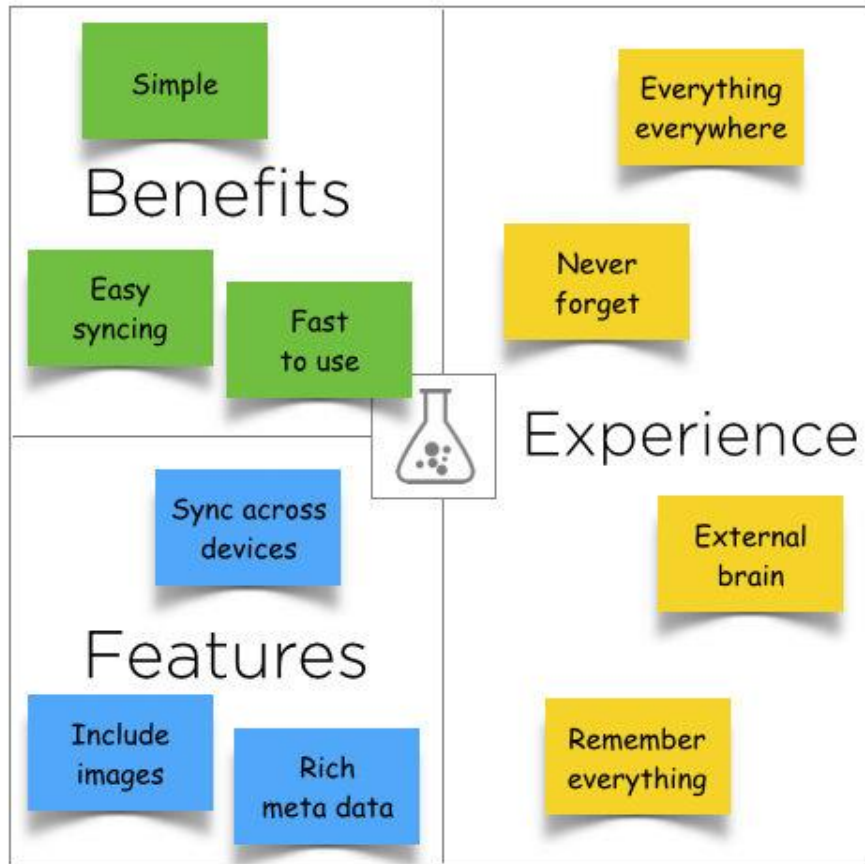 Simple
Benefits
Easy
syncing
Fast
to use
Sync across
devices
Features
Include
images
Rich
meta data
Everything
everywhere
Never
forget
Experience
External
brain
Remember
everything